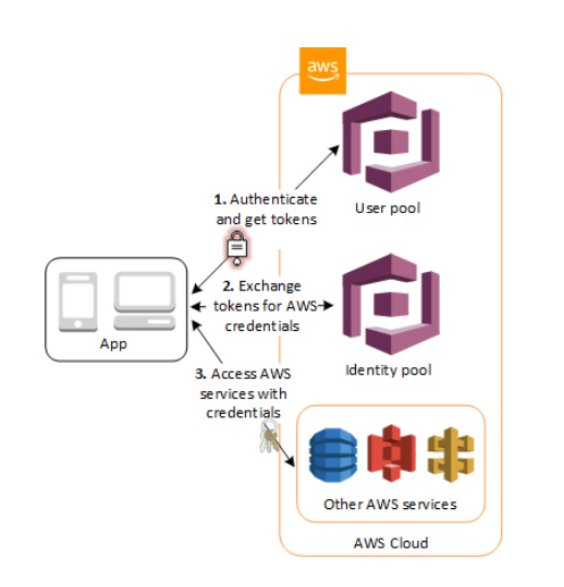 aws
1. Authenticate
and get tokens
User pool
2. Exchange
tokens for AWS
credentials
App
Identity pool
3. Access AWS
services with
credentials
Other AWS services
AWS Cloud